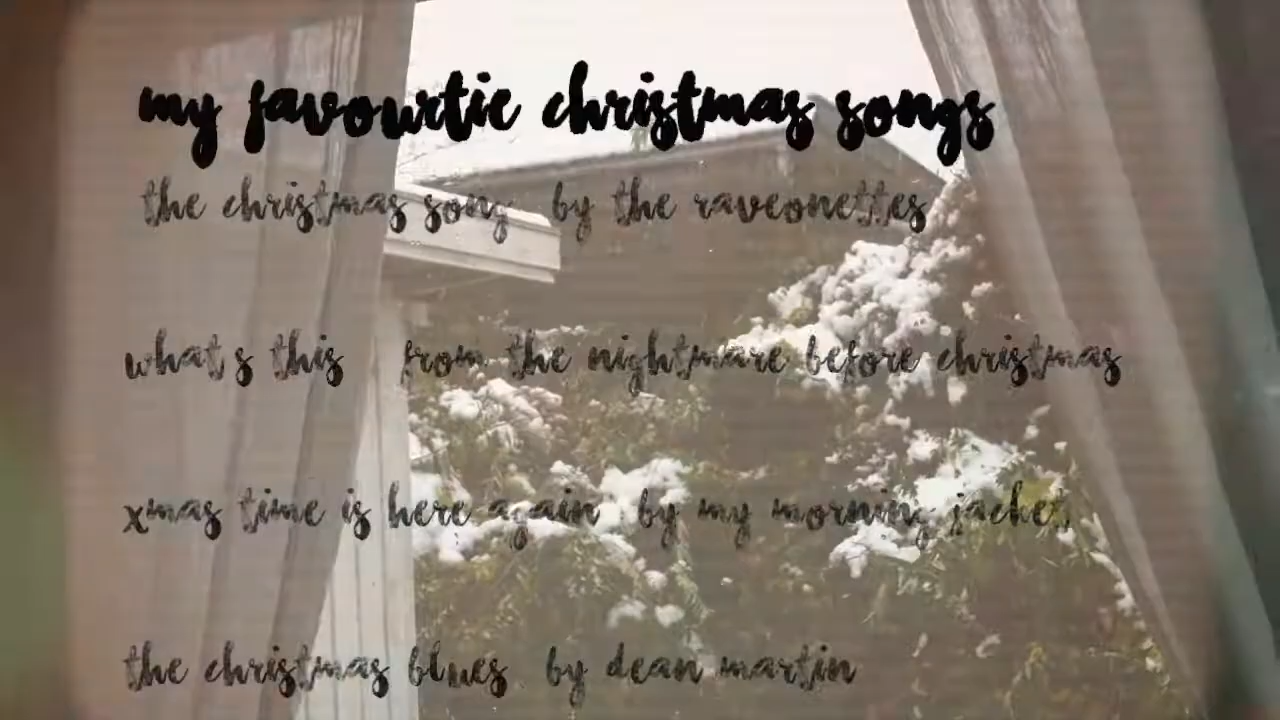 my favourtie christmas songs
the christmas song by the raveonettes
what s this from the nightmare before christmas
xmas time is here again by my morning jacket
the christmas blues by dean martin